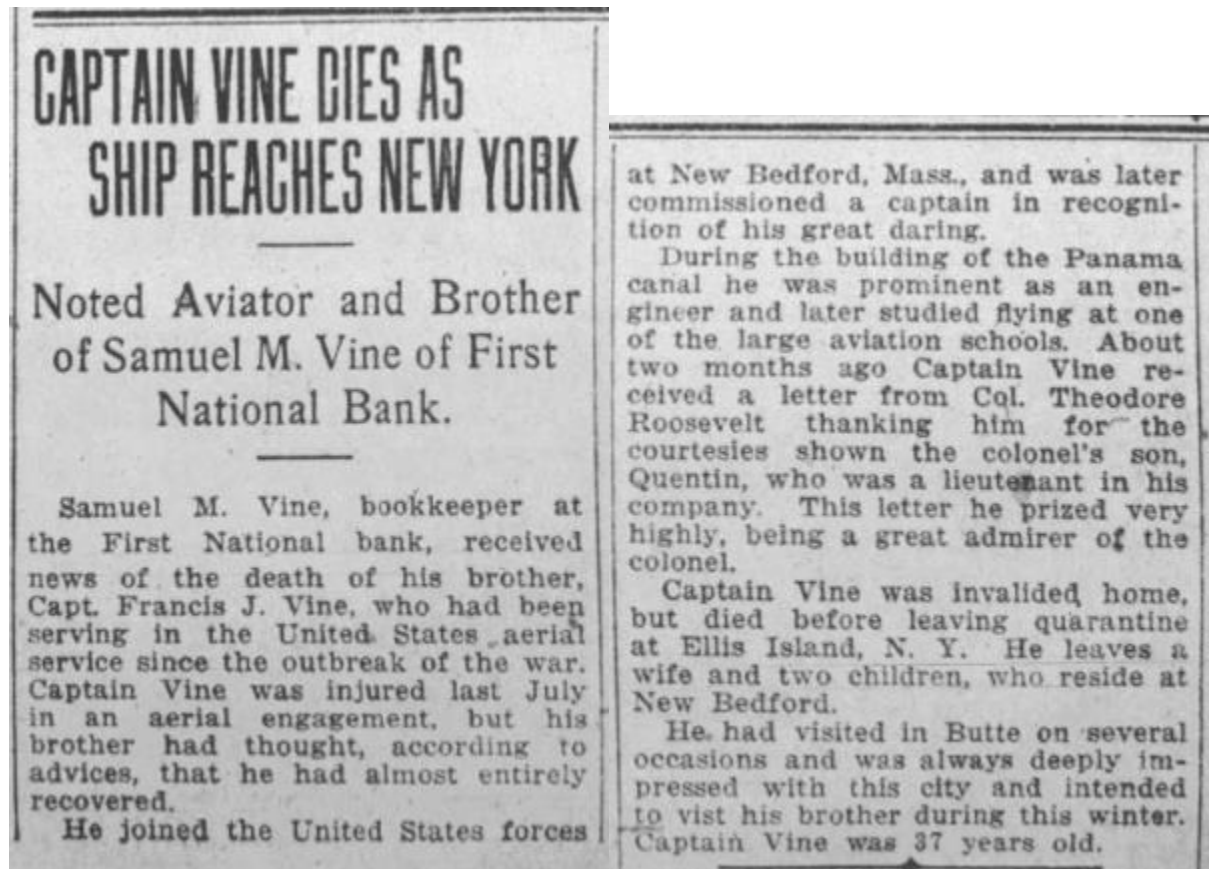 CAPTAIN VINE DIES AS
SHIP REACHES NEW YORK
Noted Aviator and Brother
of Samuel M. Vine of First
National Bank.
Samuel M. Vine, bookkeeper at
the First National bank, received
news of the death of his brother,
Capt. Francis J. Vine, who had been
serving in the United States aerial
service since the outbreak of the war.
Captain Vine was injured last July
in an aerial engagement, but his
brother had thought, according to
advices, that he had almost entirely
recovered.
He joined the United States forces
at New Bedford, Mass., and was later
commissioned a captain in recogni-
tion of his great daring.
During the building of the Panama
canal he was prominent as an en-
gineer and later studied flying at one
of the large aviation schools. About
two months ago Captain Vine re-
ceived a letter from Col. Theodore
Roosevelt thanking him for the
courtesies shown the colonel's son,
Quentin, who was a lieutenant in his
company. This letter he prized very
highly, being a great admirer of the
colonel.
Captain Vine was invalided home,
but died before leaving quarantine
at Ellis Island, N. Y. He leaves a
wife and two children, who reside at
New Bedford.
He had visited in Butte on several
occasions and was always deeply im-
pressed with this city and intended
to vist his brother during this winter.
Captain Vine was 37 years old.